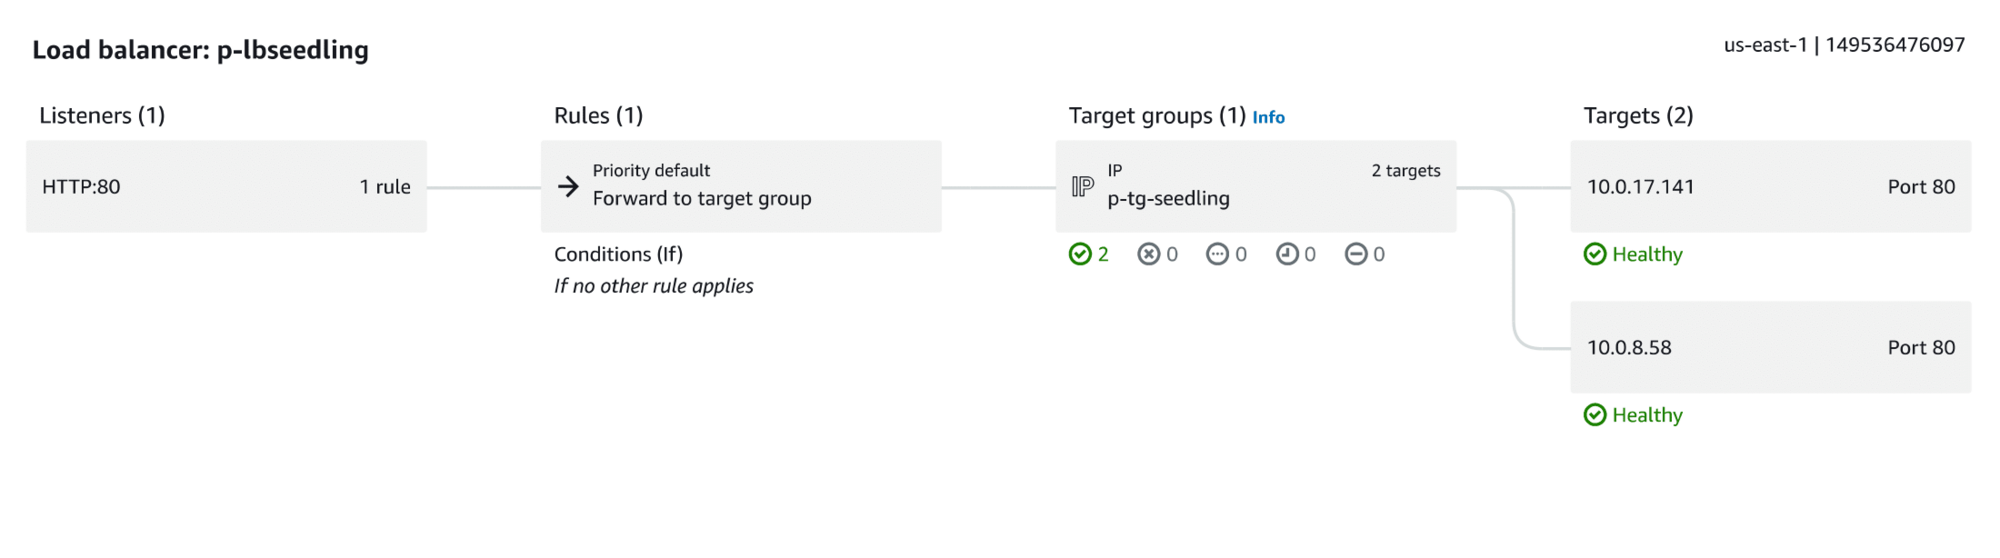 Load balancer: p-lbseedling
us-east-1 | 149536476097
Listeners (1)
HTTP:80 1 rule
Rules (1)
Priority default
Forward to target group
Conditions (If)
If no other rule applies
Target groups (1) Info
IP IP 2 targets
p-tg-seedling
2 0 0 0 0
Targets (2)
10.0.17.141 Port 80
Healthy
10.0.8.58 Port 80
Healthy